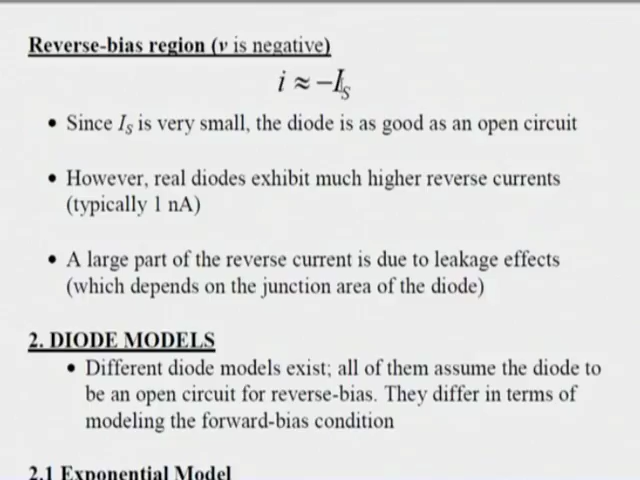 Reverse-bias region (v is negative)
i ≈ −I_S
• Since I_S is very small, the diode is as good as an open circuit
• However, real diodes exhibit much higher reverse currents
(typically 1 nA)
• A large part of the reverse current is due to leakage effects
(which depends on the junction area of the diode)
2. DIODE MODELS
• Different diode models exist; all of them assume the diode to
be an open circuit for reverse-bias. They differ in terms of
modeling the forward-bias condition
2.1 Exponential Model